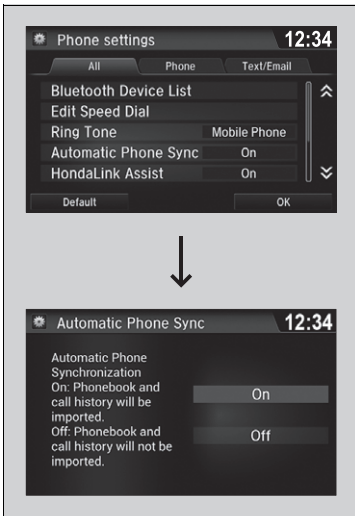 Phone settings 12:34
All Phone Text/Email
Bluetooth Device List
Edit Speed Dial
Ring Tone Mobile Phone
Automatic Phone Sync On
HondaLink Assist On
Default OK
Automatic Phone Sync 12:34
Automatic Phone
Synchronization
On: Phonebook and
call history will be
imported.
Off: Phonebook and
call history will not be
imported.
On
Off